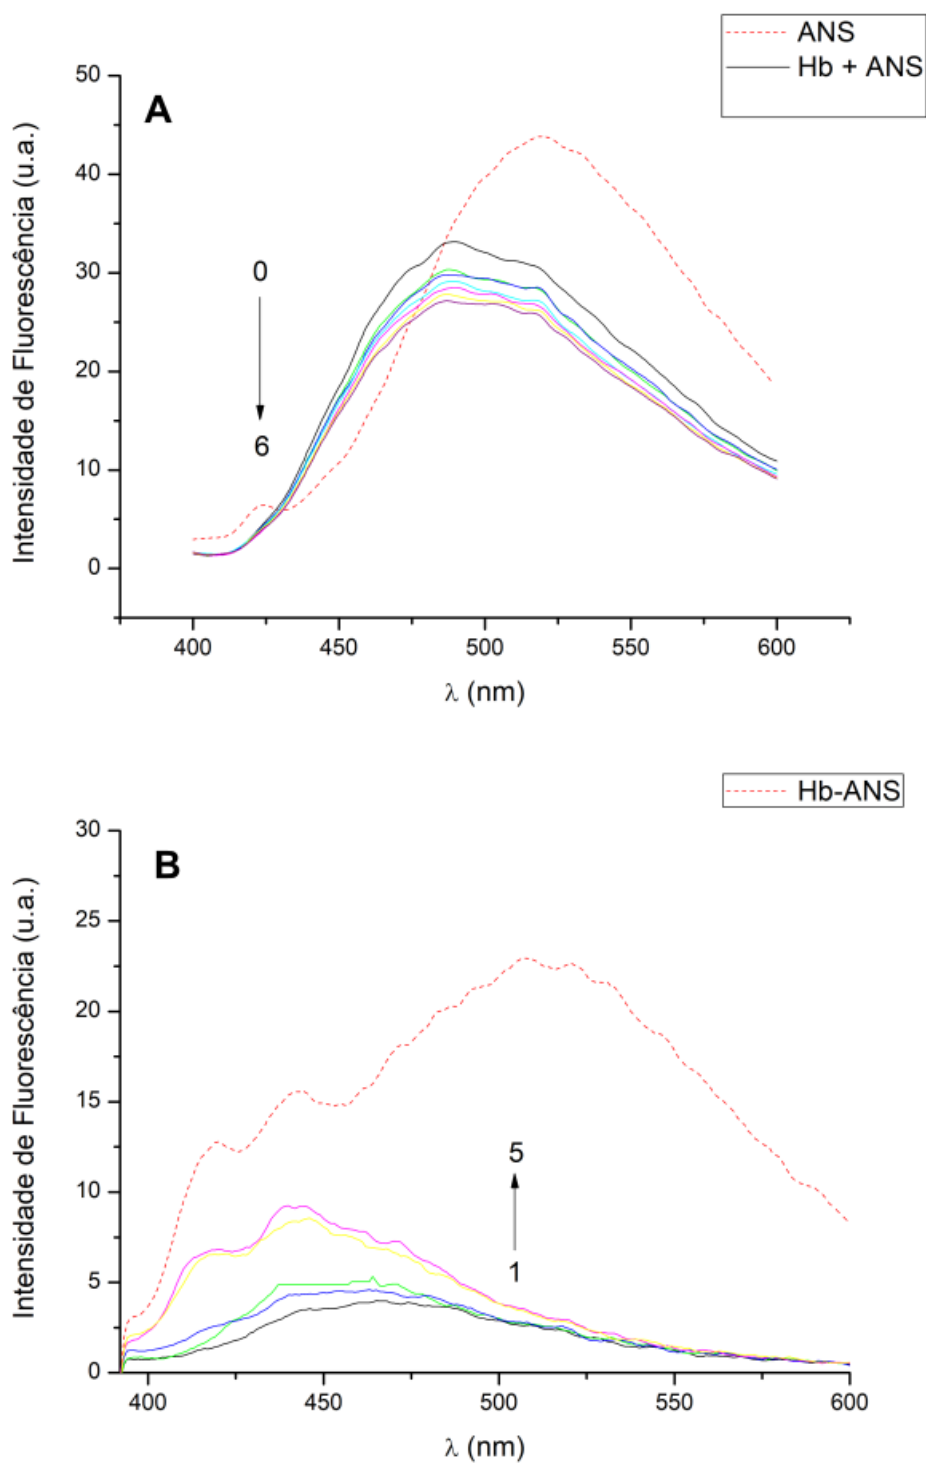 ANS
Hb + ANS
A
50
40
30
20
10
0
0
6
Intensidade de Fluorescência (u.a.)
400 450 500 550 600
λ (nm)
Hb-ANS
B
30
25
20
15
10
5
0
5
1
Intensidade de Fluorescência (u.a.)
400 450 500 550 600
λ (nm)